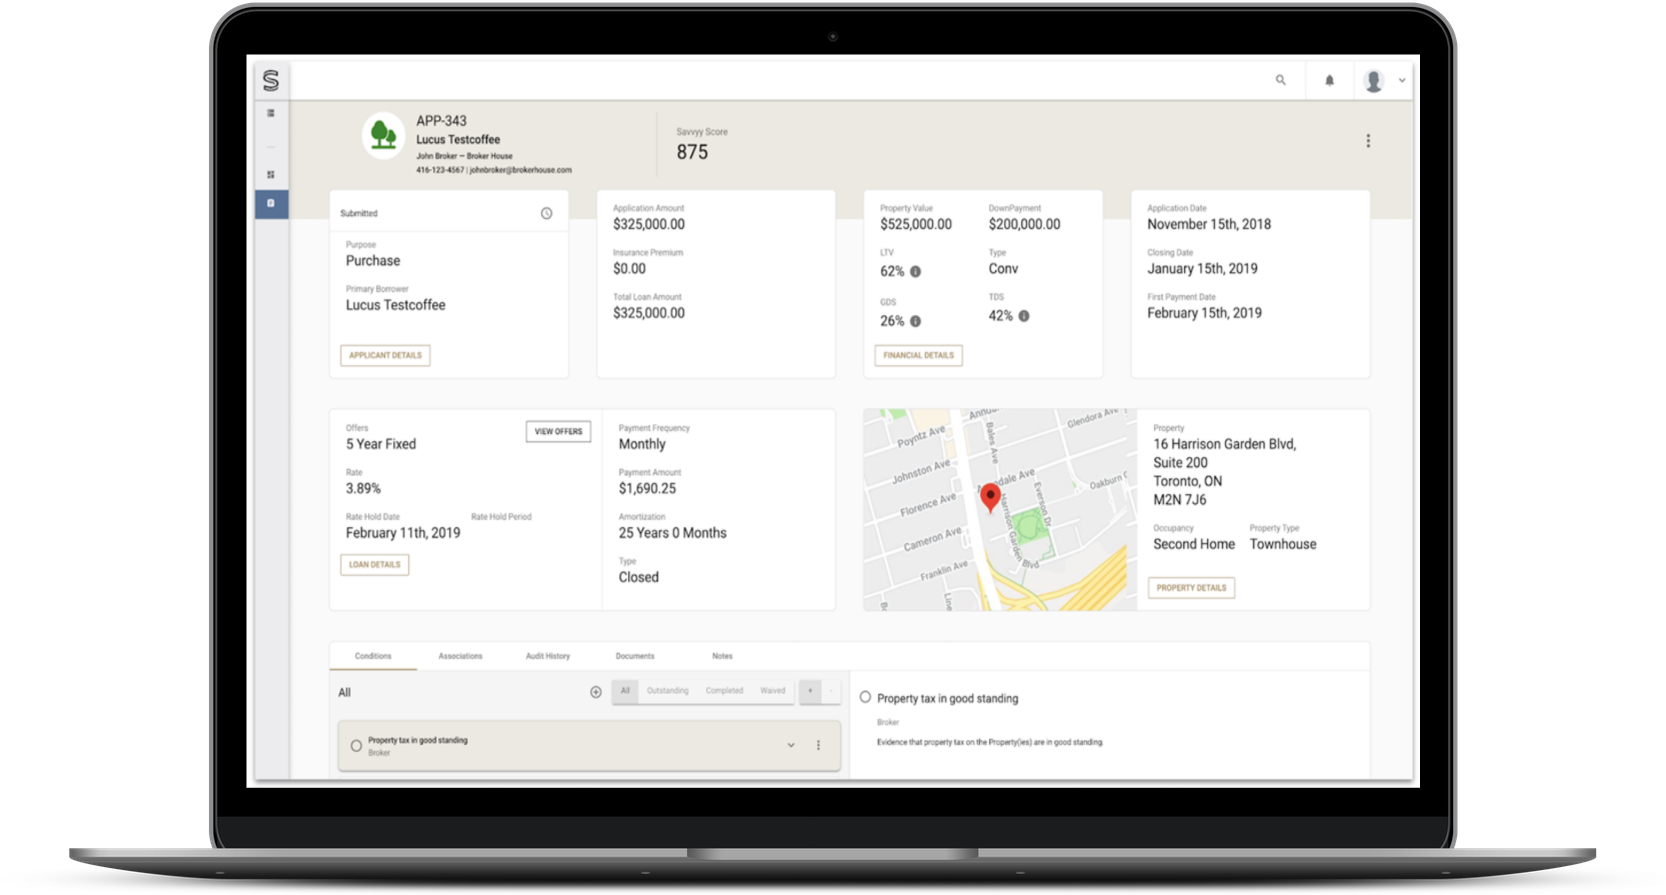 S
APP-343
Lucus Testcoffee
John Broker — Broker House
416-123-4567 | johnbroker@brokerhouse.com
Savvyy Score
875
Submitted
Purpose
Purchase
Primary Borrower
Lucus Testcoffee
APPLICANT DETAILS
Application Amount
$325,000.00
Insurance Premium
$0.00
Total Loan Amount
$325,000.00
Property Value
$525,000.00
DownPayment
$200,000.00
LTV
62%
Type
Conv
GDS
26%
TDS
42%
FINANCIAL DETAILS
Application Date
November 15th, 2018
Closing Date
January 15th, 2019
First Payment Date
February 15th, 2019
Offers
5 Year Fixed
VIEW OFFERS
Rate
3.89%
Rate Hold Date
February 11th, 2019
Rate Hold Period
LOAN DETAILS
Payment Frequency
Monthly
Payment Amount
$1,690.25
Amortization
25 Years 0 Months
Type
Closed
Poyntz Ave
Bales Ave
Glendora Ave
Johnston Ave
Florence Ave
Everson Dr
Oakburn C
Cameron Ave
Harrison Garden Blvd
Franklin Ave
Property
16 Harrison Garden Blvd,
Suite 200
Toronto, ON
M2N 7J6
Occupancy
Second Home
Property Type
Townhouse
PROPERTY DETAILS
Conditions
Associations
Audit History
Documents
Notes
All
All
Outstanding
Completed
Waived
Property tax in good standing
Broker
Property tax in good standing
Broker
Evidence that property tax on the Property(ies) are in good standing.